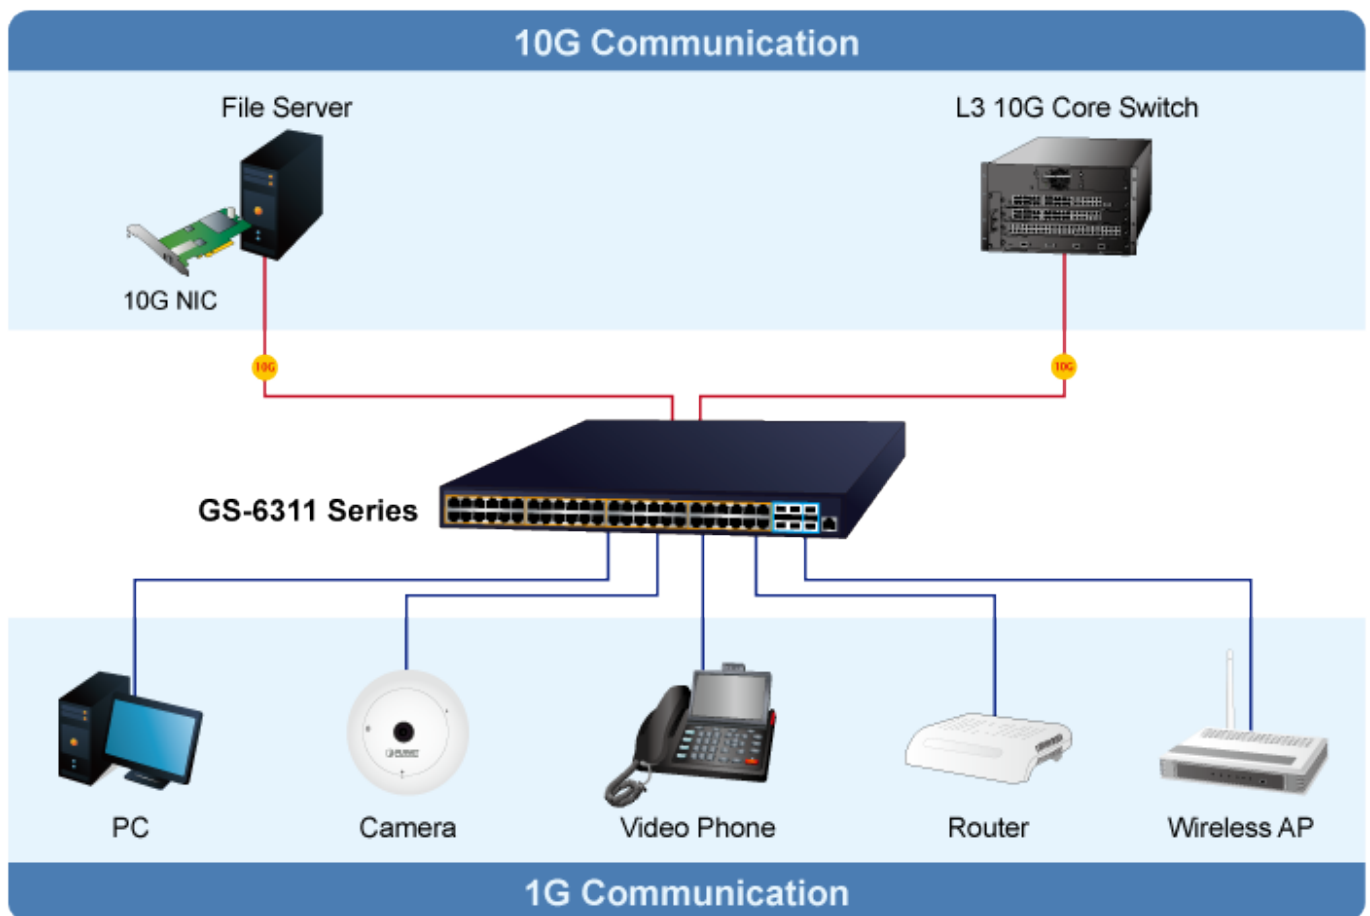 10G Communication
File Server
L3 10G Core Switch
10G NIC
10G
10G
GS-6311 Series
PLANET
PC
Camera
Video Phone
Router
Wireless AP
1G Communication